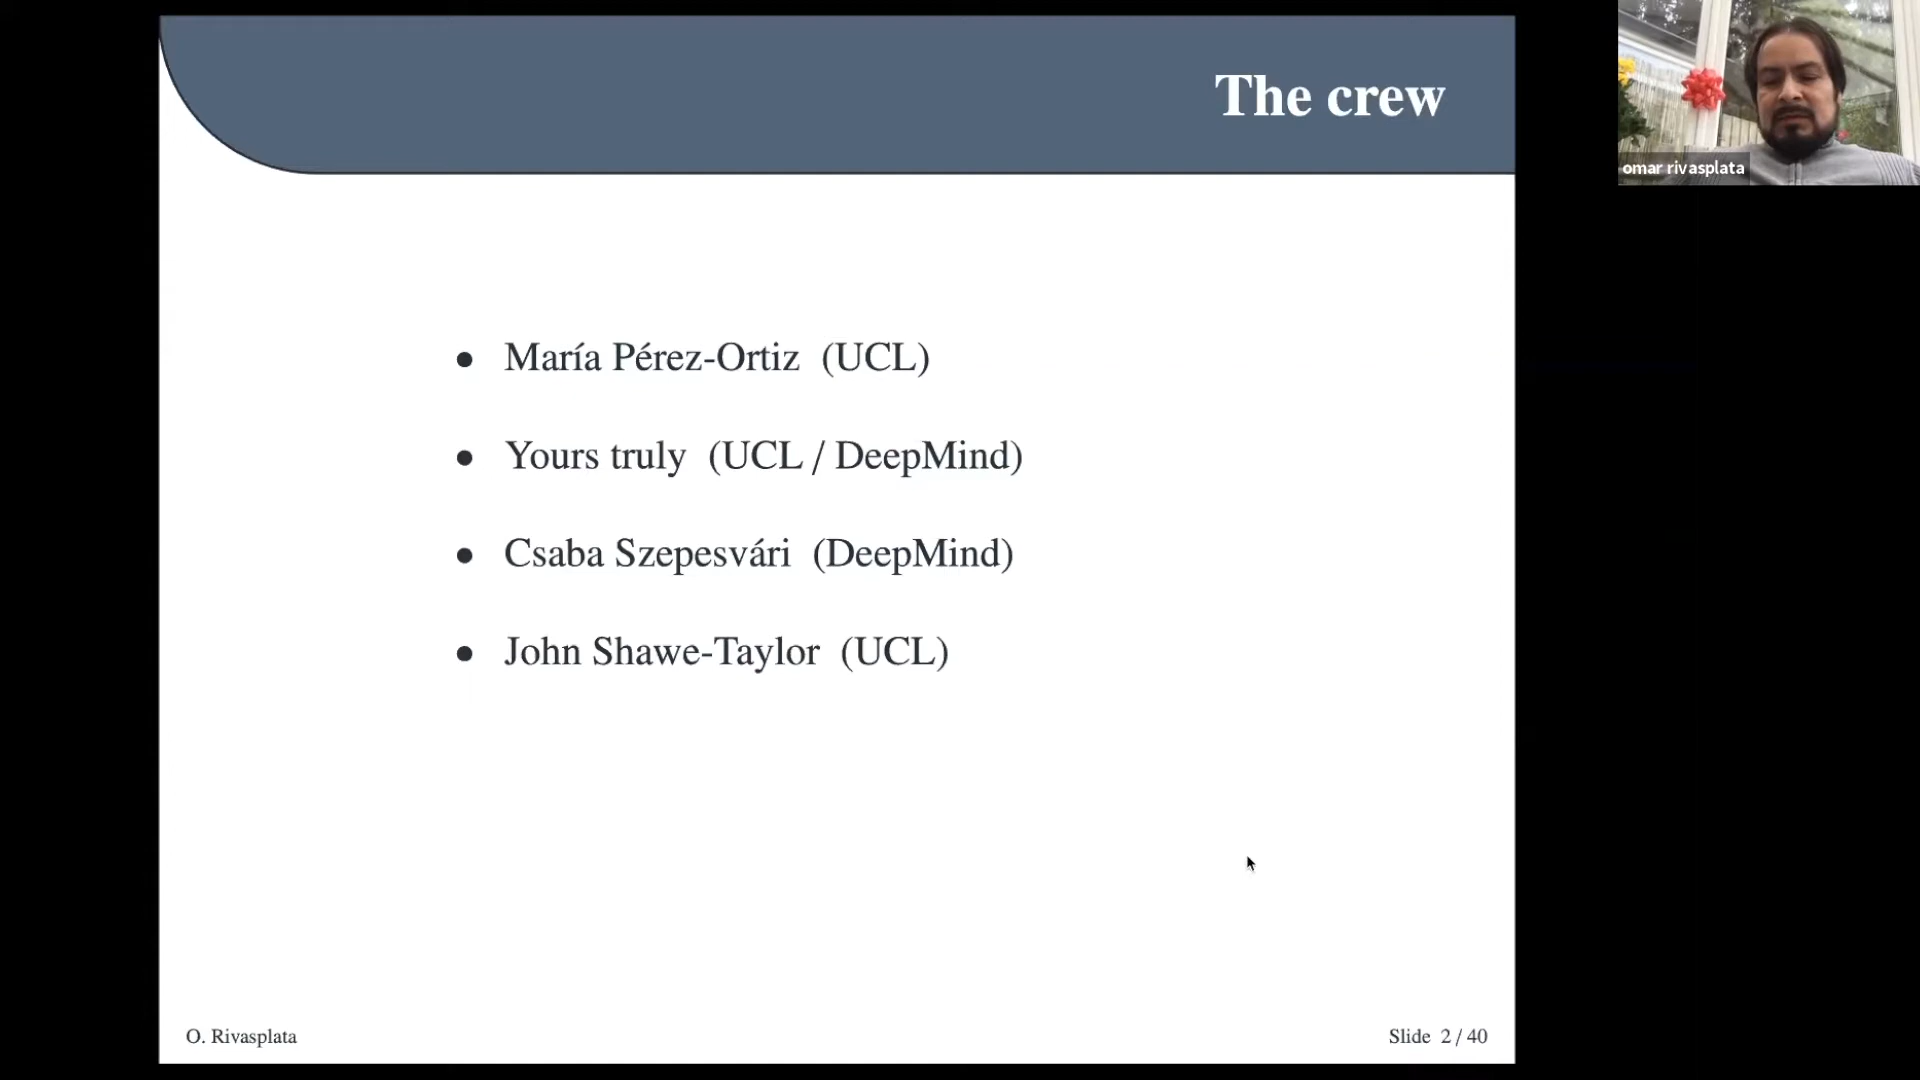 The crew
omar rivasplata
● María Pérez-Ortiz (UCL)
● Yours truly (UCL / DeepMind)
● Csaba Szepesvári (DeepMind)
● John Shawe-Taylor (UCL)
O. Rivasplata
Slide 2 / 40